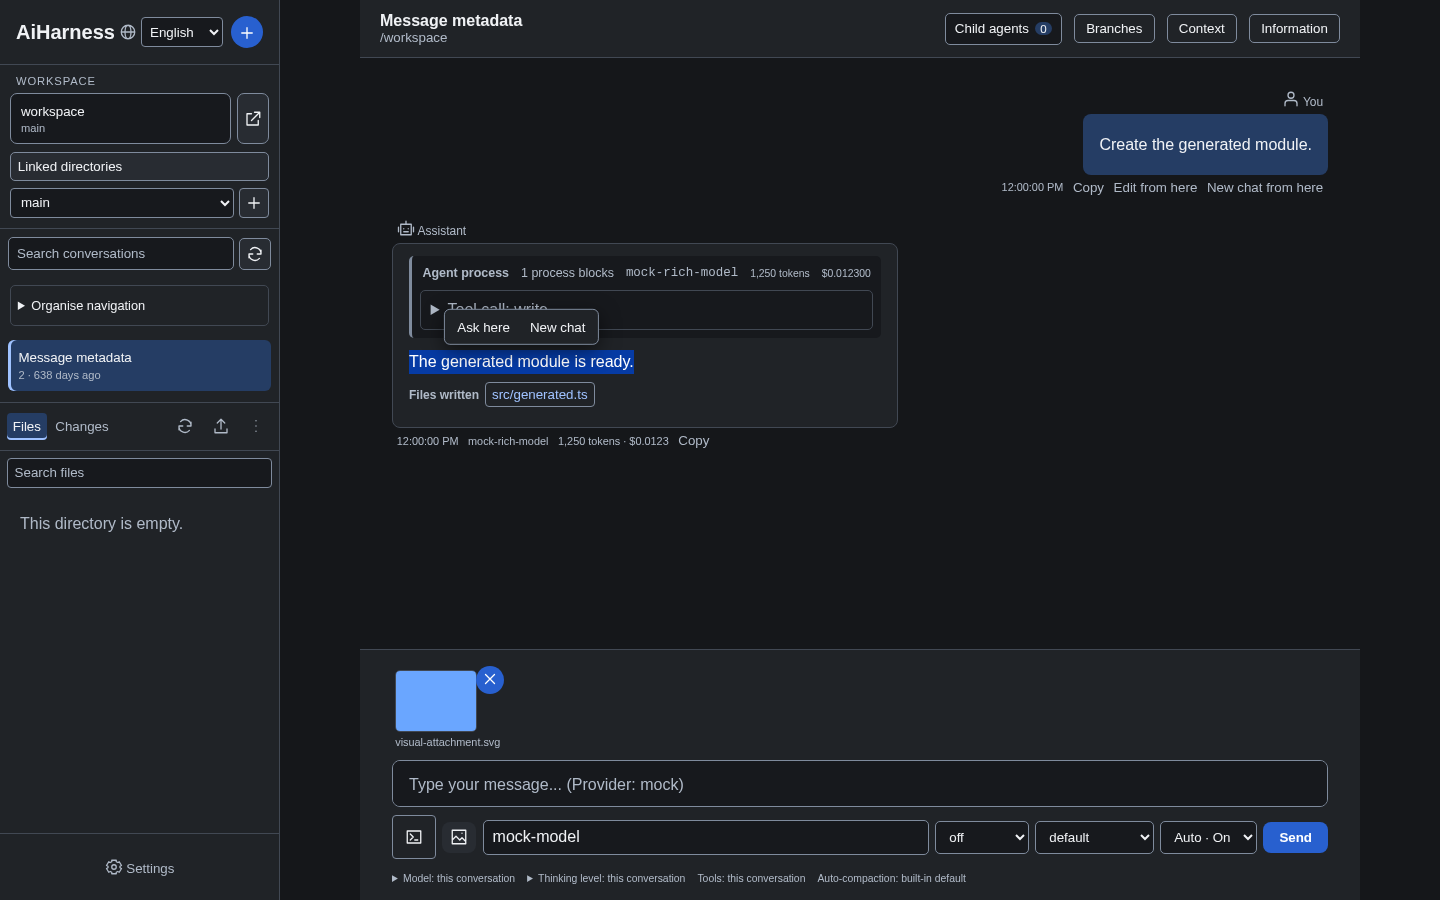 AiHarness
English
WORKSPACE
workspace
main
Linked directories
main
Search conversations
Organise navigation
Message metadata
2 · 638 days ago
Files
Changes
Search files
This directory is empty.
Settings
Message metadata
/workspace
Child agents 0
Branches
Context
Information
You
Create the generated module.
12:00:00 PM Copy Edit from here New chat from here
Assistant
Agent process 1 process blocks mock-rich-model 1,250 tokens $0.012300
Tool call: write
Ask here New chat
The generated module is ready.
Files written src/generated.ts
12:00:00 PM mock-rich-model 1,250 tokens · $0.0123 Copy
visual-attachment.svg
Type your message... (Provider: mock)
mock-model
off
default
Auto · On
Send
Model: this conversation Thinking level: this conversation Tools: this conversation Auto-compaction: built-in default